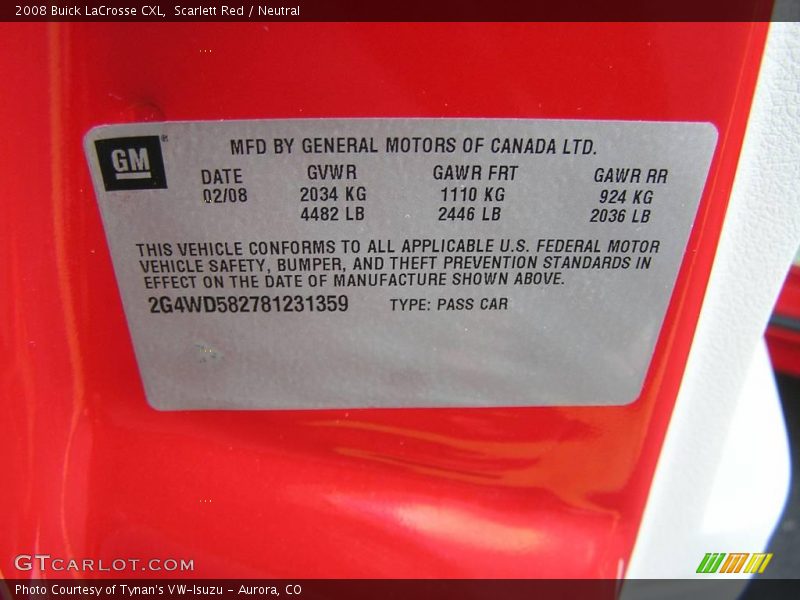 2008 Buick LaCrosse CXL, Scarlett Red / Neutral
GM®
MFD BY GENERAL MOTORS OF CANADA LTD.
DATE GVWR GAWR FRT GAWR RR
02/08 2034 KG 1110 KG 924 KG
4482 LB 2446 LB 2036 LB
THIS VEHICLE CONFORMS TO ALL APPLICABLE U.S. FEDERAL MOTOR
VEHICLE SAFETY, BUMPER, AND THEFT PREVENTION STANDARDS IN
EFFECT ON THE DATE OF MANUFACTURE SHOWN ABOVE.
2G4WD582781231359 TYPE: PASS CAR
GTCARLOT.COM
Photo Courtesy of Tynan's VW-Isuzu - Aurora, CO